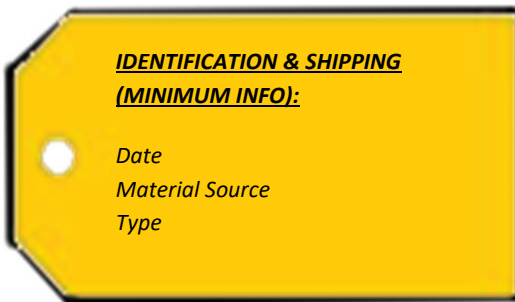 IDENTIFICATION & SHIPPING
(MINIMUM INFO):
Date
Material Source
Type